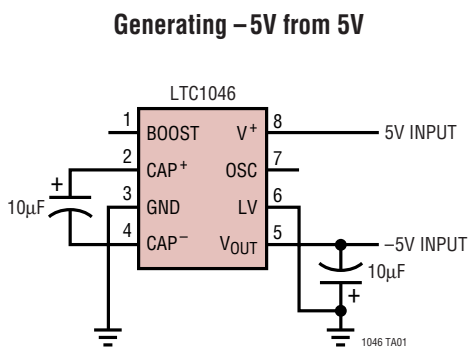 Generating –5V from 5V
LTC1046
1 BOOST V+ 8 5V INPUT
2 CAP+ OSC 7
+ 10µF
3 GND LV 6
4 CAP– VOUT 5 –5V INPUT
10µF
+
1046 TA01